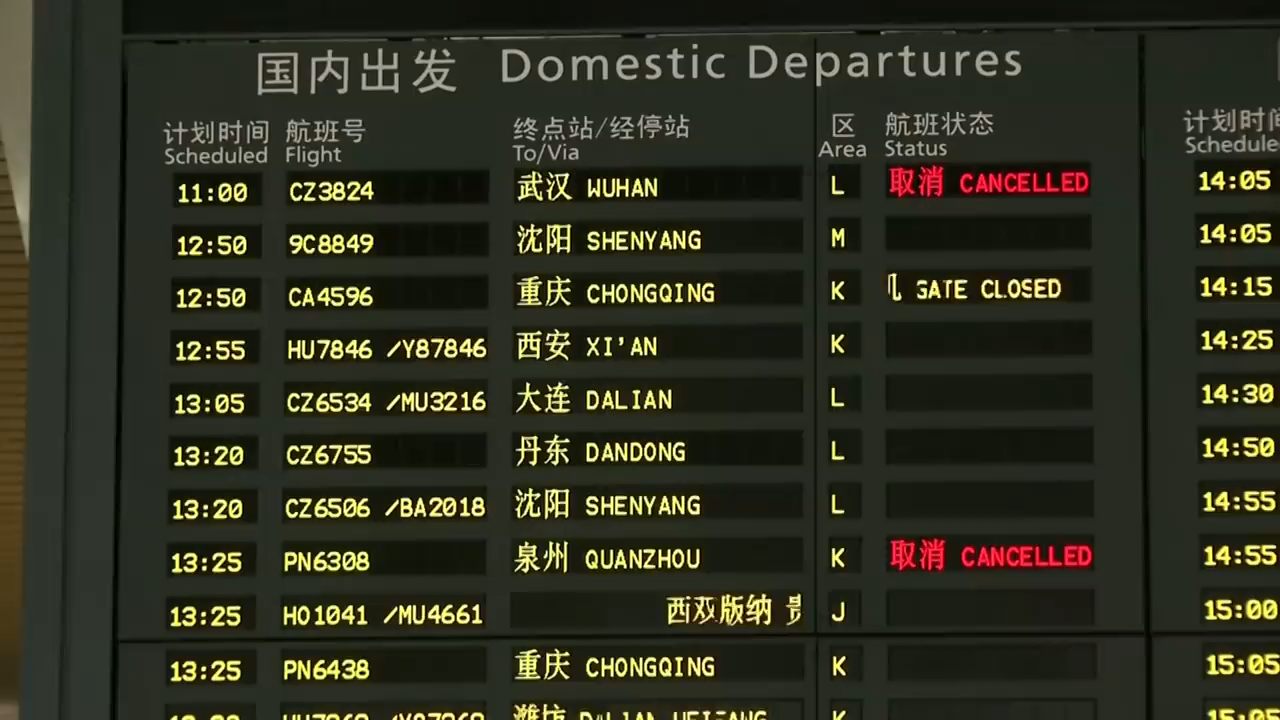 国内出发 Domestic Departures
计划时间 航班号 终点站/经停站 区 航班状态
Scheduled Flight To/Via Area Status
11:00 CZ3824 武汉 WUHAN L 取消 CANCELLED 14:05
12:50 9C8849 沈阳 SHENYANG M 14:05
12:50 CA4596 重庆 CHONGQING K GATE CLOSED 14:15
12:55 HU7846 /Y87846 西安 XI'AN K 14:25
13:05 CZ6534 /MU3216 大连 DALIAN L 14:30
13:20 CZ6755 丹东 DANDONG L 14:50
13:20 CZ6506 /BA2018 沈阳 SHENYANG L 14:55
13:25 PN6308 泉州 QUANZHOU K 取消 CANCELLED 14:55
13:25 HO1041 /MU4661 西双版纳 J 15:00
13:25 PN6438 重庆 CHONGQING K 15:05